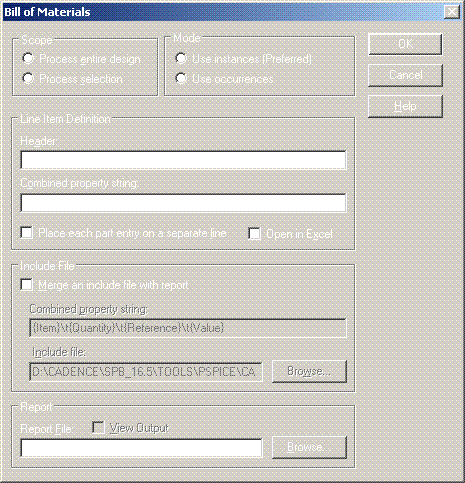 Bill of Materials
Scope
Process entire design
Process selection
Mode
Use instances (Preferred)
Use occurrences
OK
Cancel
Help
Line Item Definition
Header:
Combined property string:
Place each part entry on a separate line
Open in Excel
Include File
Merge an include file with report
Combined property string:
{Item}\t{Quantity}\t{Reference}\t{Value}
Include file:
D:\CADENCE\SPB_16.5\TOOLS\PSPICE\CA
Browse...
Report
Report File:
View Output
Browse...